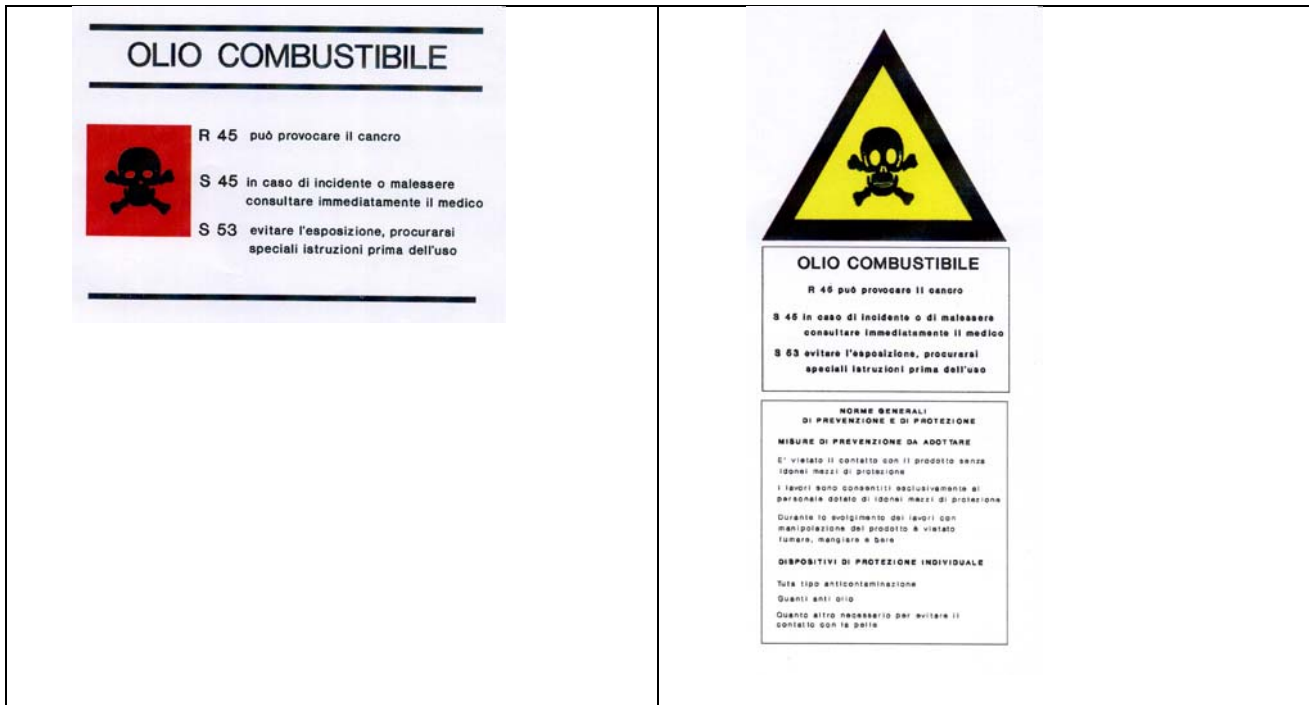 OLIO COMBUSTIBILE
R 45 può provocare il cancro
S 45 in caso di incidente o malessere
consultare immediatamente il medico
S 53 evitare l'esposizione, procurarsi
speciali istruzioni prima dell'uso
OLIO COMBUSTIBILE
R 45 può provocare il cancro
S 45 in caso di incidente o di malessere
consultare immediatamente il medico
S 53 evitare l'esposizione, procurarsi
speciali istruzioni prima dell'uso
NORME GENERALI
DI PREVENZIONE E DI PROTEZIONE
MISURE DI PREVENZIONE DA ADOTTARE
E' vietato il contatto con il prodotto senza
idonei mezzi di protezione
I lavori sono consentiti esclusivamente al
personale dotato di idonei mezzi di protezione
Durante lo svolgimento dei lavori con
manipolazione del prodotto è vietato
fumare, mangiare e bere
DISPOSITIVI DI PROTEZIONE INDIVIDUALE
Tuta tipo anticontaminazione
Guanti anti olio
Quanto altro necessario per evitare il
contatto con la pelle